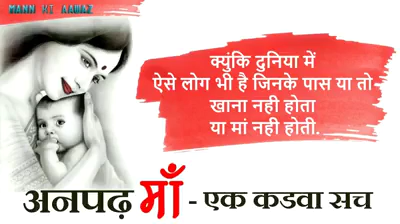 MANN KI AAWAZ
क्युंकि दुनिया में
ऐसे लोग भी है जिनके पास या तो
खाना नही होता
या मां नही होती.
अनपढ़ माँ - एक कडवा सच